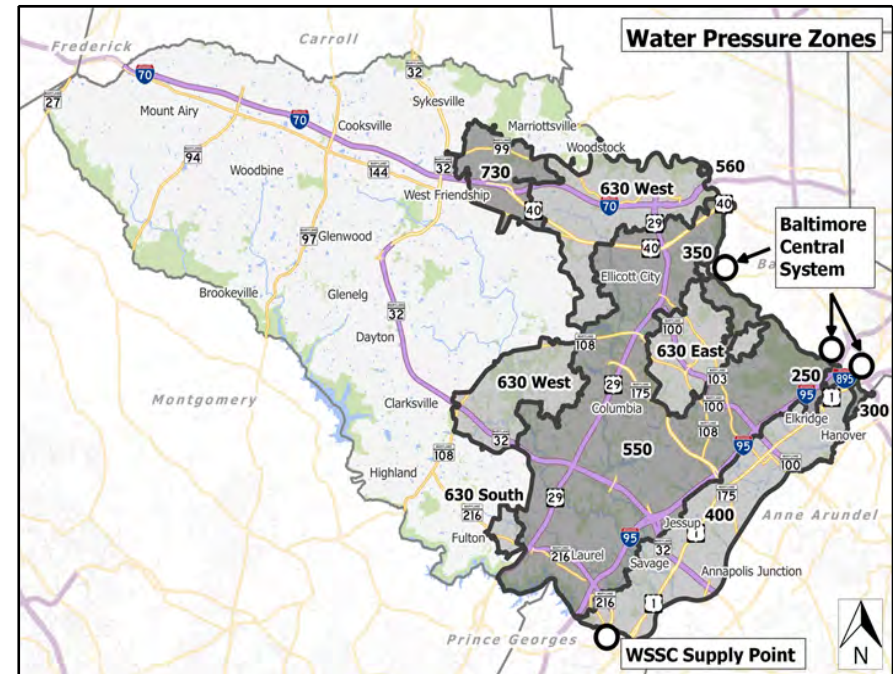 Water Pressure Zones
Frederick
Carroll
70
32
27
70
Mount Airy
Sykesville
Cooksville
70
Marriottsville
94
99
Woodstock
32
730
560
Woodbine
144
630 West
West Friendship
70
40
29
40
Baltimore
Central
System
97
Glenwood
40
350
Ba
Ellicott City
Glenelg
Brookeville
32
100
Dayton
108
630 East
630 West
29
103
250
895
175
95
1
Clarksville
Columbia
100
Elkridge
300
Montgomery
108
Hanover
32
550
95
100
108
Highland
175
630 South
29
400
Anne Arundel
216
Jessup
1
Fulton
95
32
216
Laurel
Savage
Annapolis Junction
216
1
Prince Georges
WSSC Supply Point
N